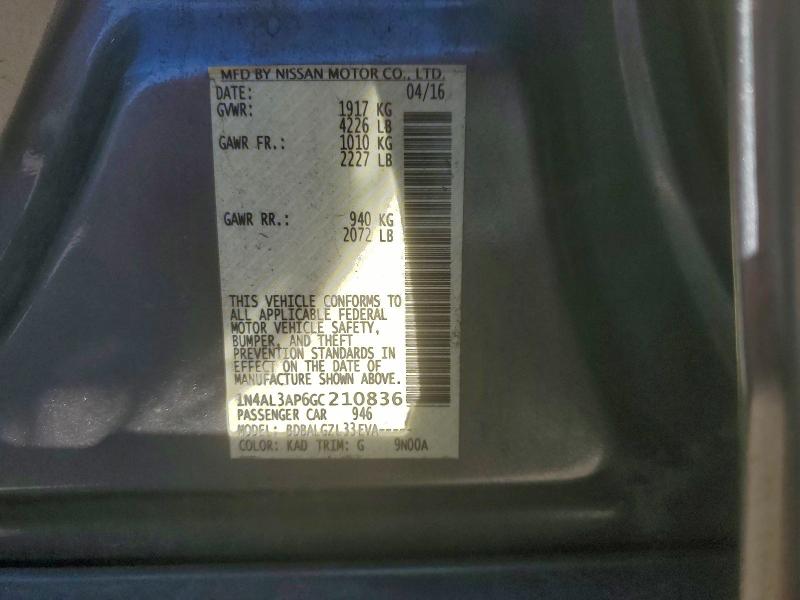 MFD BY NISSAN MOTOR CO., LTD.
DATE: 04/16
GVWR: 1917 KG
4226 LB
GAWR FR.: 1010 KG
2227 LB
GAWR RR.: 940 KG
2072 LB
THIS VEHICLE CONFORMS TO
ALL APPLICABLE FEDERAL
MOTOR VEHICLE SAFETY,
BUMPER, AND THEFT
PREVENTION STANDARDS IN
EFFECT ON THE DATE OF
MANUFACTURE SHOWN ABOVE.
1N4AL3AP6GC210836
PASSENGER CAR 946
MODEL: BDBALGZL33EVA-----
COLOR: KAD TRIM: G 9N00A